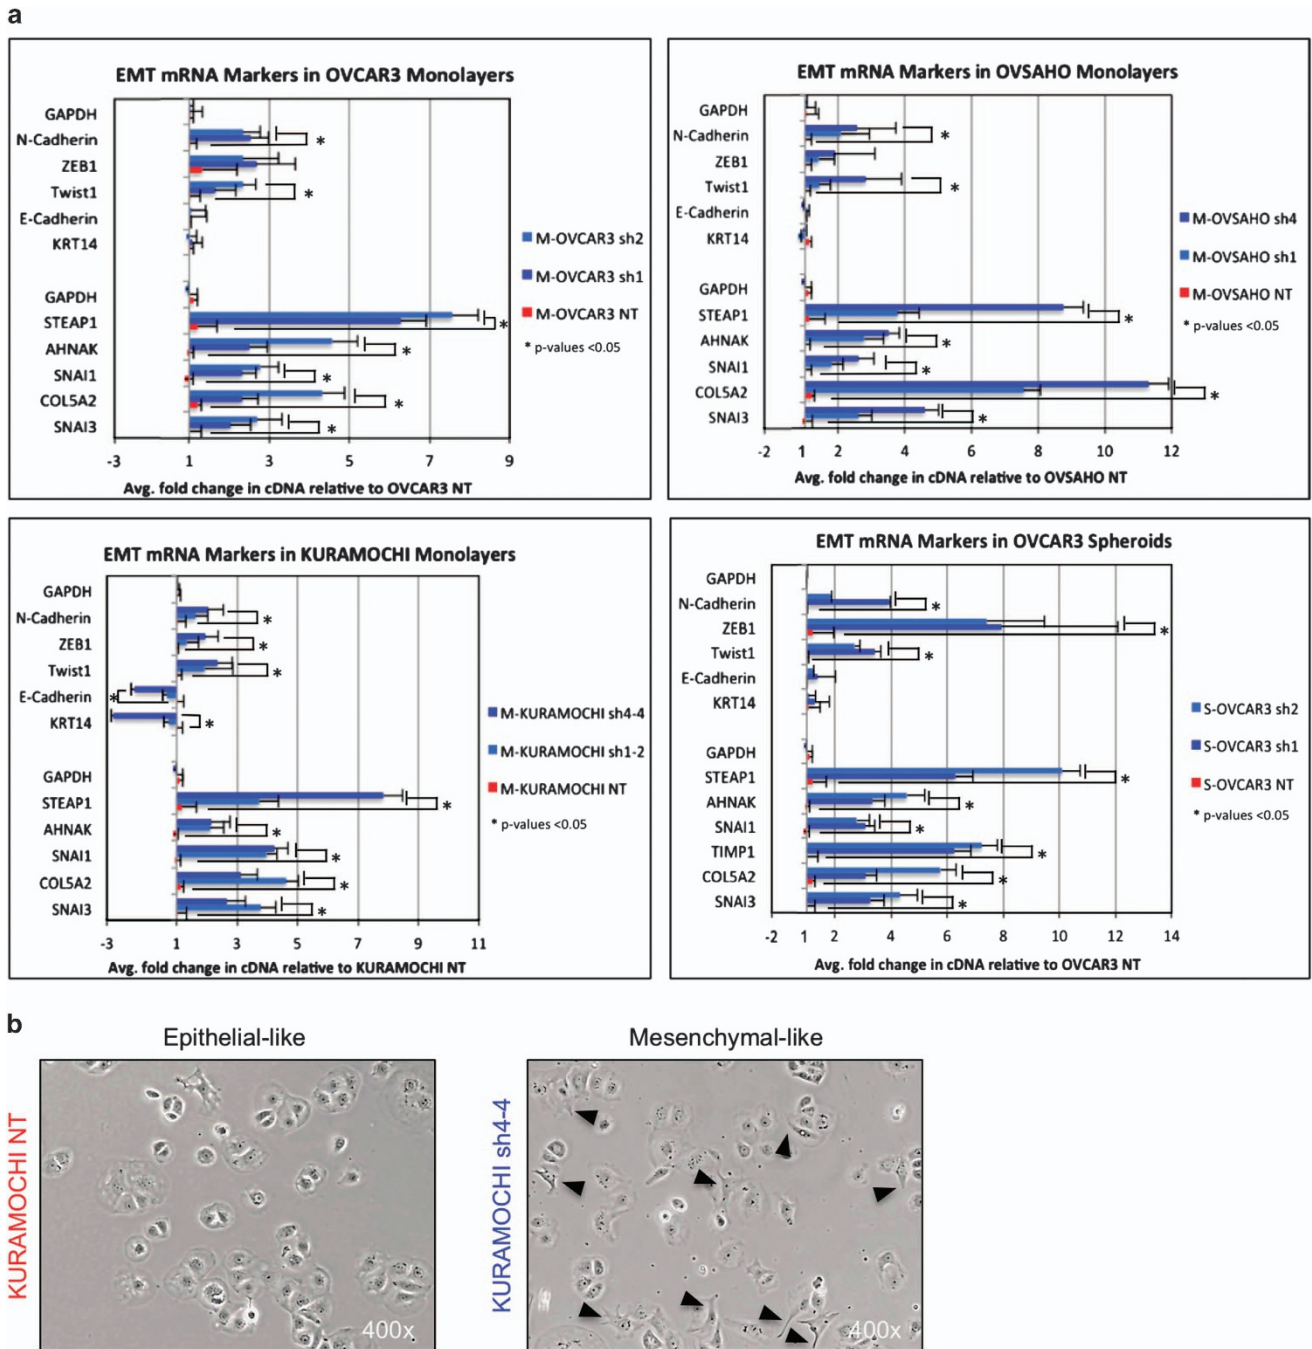 a
EMT mRNA Markers in OVCAR3 Monolayers
GAPDH
N-Cadherin
*
ZEB1
Twist1
*
E-Cadherin
KRT14
GAPDH
STEAP1
*
AHNAK
*
SNAI1
*
COL5A2
*
SNAI3
*
-3 1 3 5 7 9
Avg. fold change in cDNA relative to OVCAR3 NT
M-OVCAR3 sh2
M-OVCAR3 sh1
M-OVCAR3 NT
* p-values <0.05
EMT mRNA Markers in OVSAHO Monolayers
GAPDH
N-Cadherin
*
ZEB1
Twist1
*
E-Cadherin
KRT14
GAPDH
STEAP1
*
AHNAK
*
SNAI1
*
COL5A2
*
SNAI3
*
-2 1 2 4 6 8 10 12
Avg. fold change in cDNA relative to OVSAHO NT
M-OVSAHO sh4
M-OVSAHO sh1
M-OVSAHO NT
* p-values <0.05
EMT mRNA Markers in KURAMOCHI Monolayers
GAPDH
N-Cadherin
*
ZEB1
*
Twist1
*
E-Cadherin
*
KRT14
*
GAPDH
STEAP1
*
AHNAK
*
SNAI1
*
COL5A2
*
SNAI3
*
-3 1 3 5 7 9 11
Avg. fold change in cDNA relative to KURAMOCHI NT
M-KURAMOCHI sh4-4
M-KURAMOCHI sh1-2
M-KURAMOCHI NT
* p-values <0.05
EMT mRNA Markers in OVCAR3 Spheroids
GAPDH
N-Cadherin
*
ZEB1
*
Twist1
*
E-Cadherin
KRT14
GAPDH
STEAP1
*
AHNAK
*
SNAI1
*
TIMP1
*
COL5A2
*
SNAI3
*
-2 1 2 4 6 8 10 12 14
Avg. fold change in cDNA relative to OVCAR3 NT
S-OVCAR3 sh2
S-OVCAR3 sh1
S-OVCAR3 NT
* p-values <0.05
b
Epithelial-like
KURAMOCHI NT
400x
Mesenchymal-like
KURAMOCHI sh4-4
400x